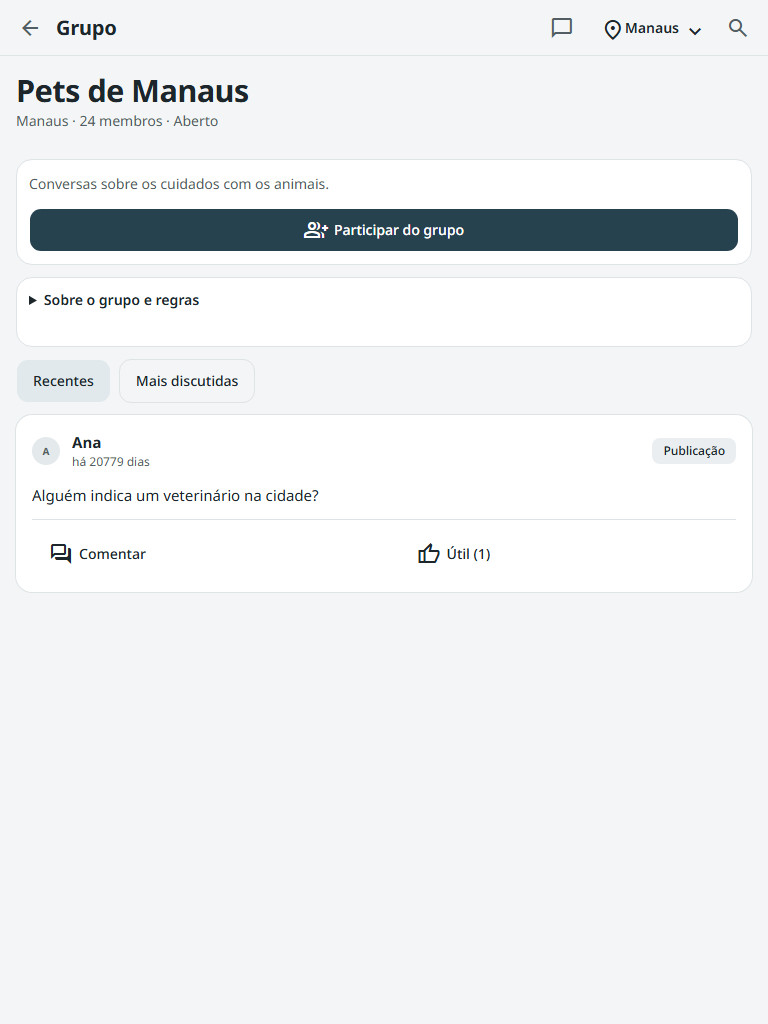 Grupo
Manaus
Pets de Manaus
Manaus · 24 membros · Aberto
Conversas sobre os cuidados com os animais.
Participar do grupo
Sobre o grupo e regras
Recentes
Mais discutidas
A
Ana
há 20779 dias
Publicação
Alguém indica um veterinário na cidade?
Comentar
Útil (1)